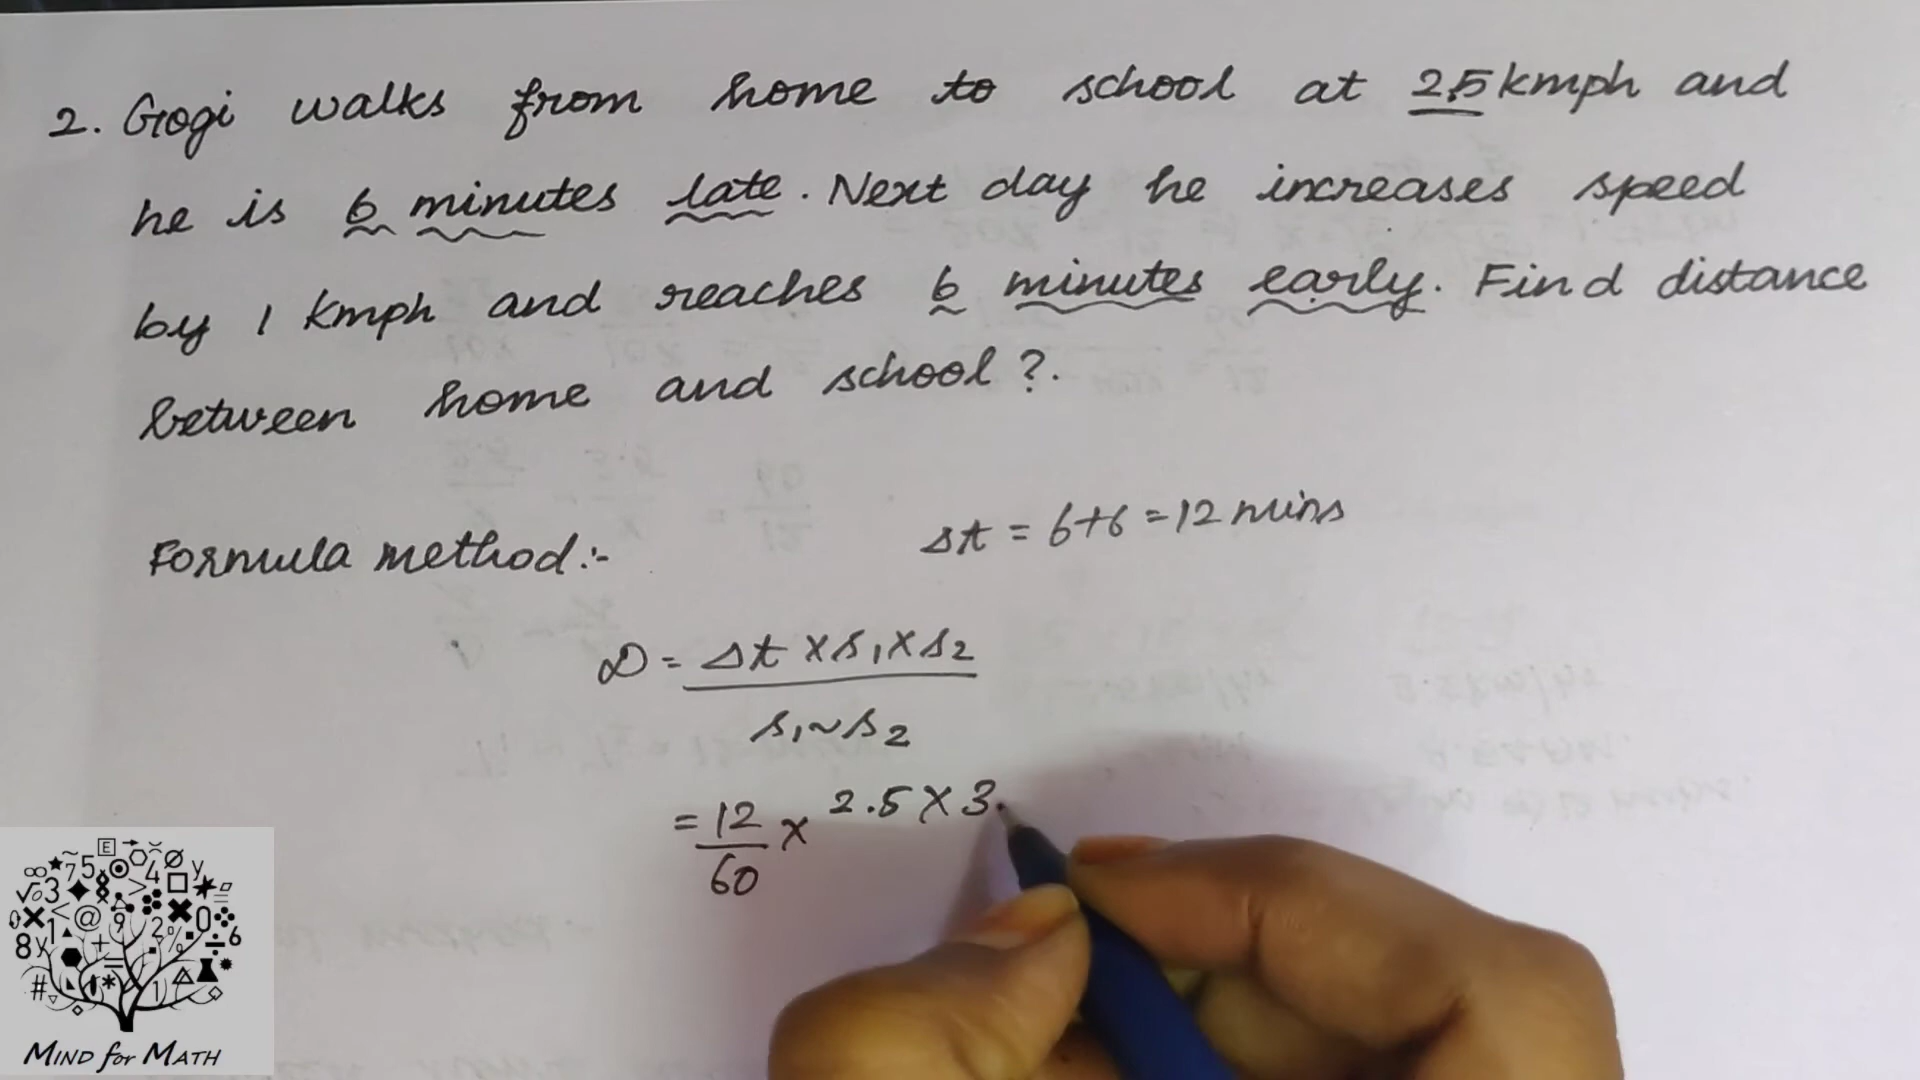 2. Gogi walks from home to school at 2.5 kmph and
he is 6 minutes late. Next day he increases speed
by 1 kmph and reaches 6 minutes early. Find distance
between home and school?.
Formula method:-
Δt = 6+6 = 12 mins
D = Δt × s₁ × s₂
s₁ ~ s₂
= 12/60 × 2.5 × 3.
MIND for MATH